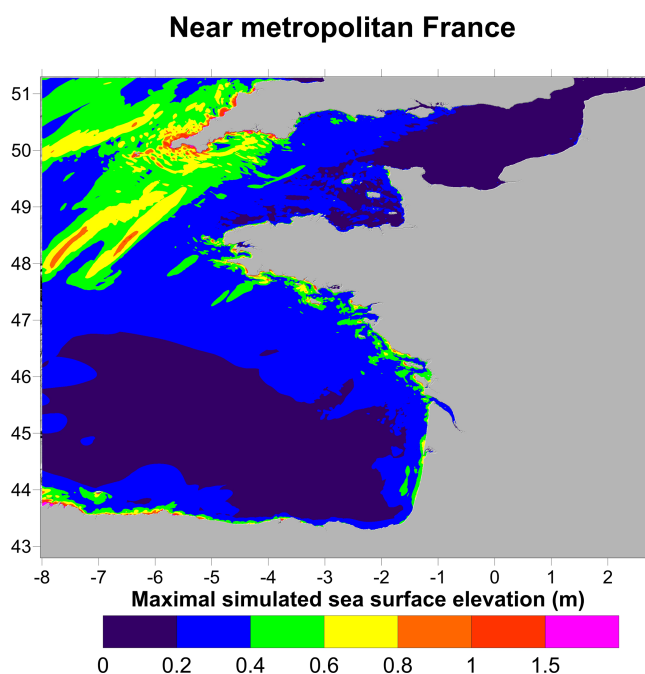 Near metropolitan France
51
50
49
48
47
46
45
44
43
-8 -7 -6 -5 -4 -3 -2 -1 0 1 2
Maximal simulated sea surface elevation (m)
0 0.2 0.4 0.6 0.8 1 1.5